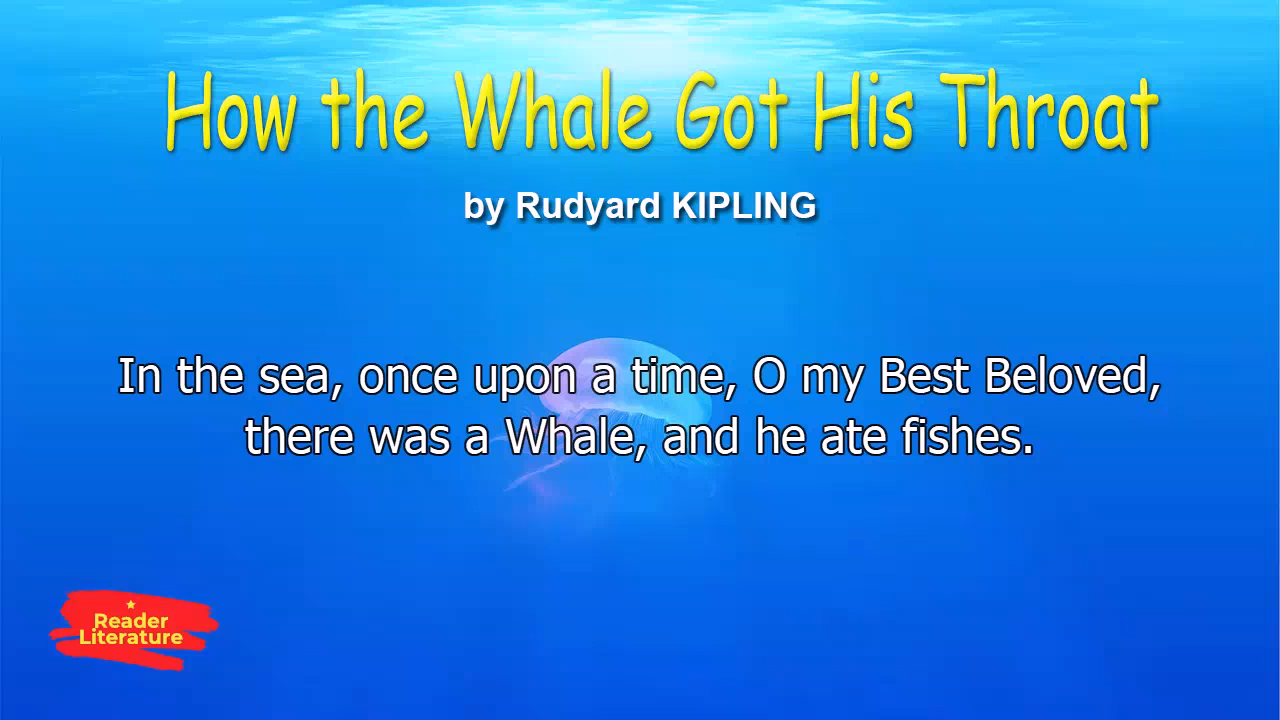 How the Whale Got His Throat
by Rudyard KIPLING
In the sea, once upon a time, O my Best Beloved,
there was a Whale, and he ate fishes.
Reader
Literature